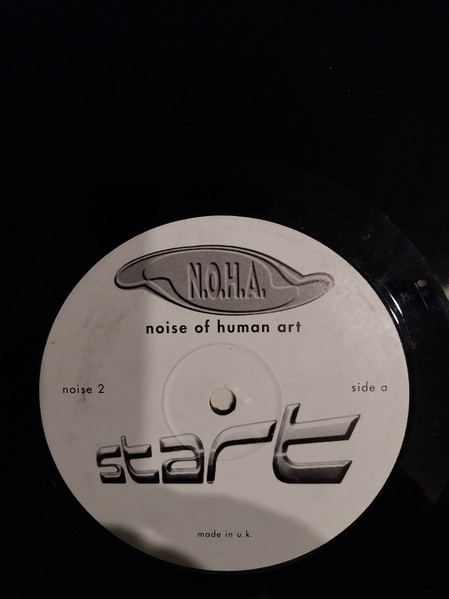 N.O.H.A.
noise of human art
noise 2
side a
start
made in u.k.